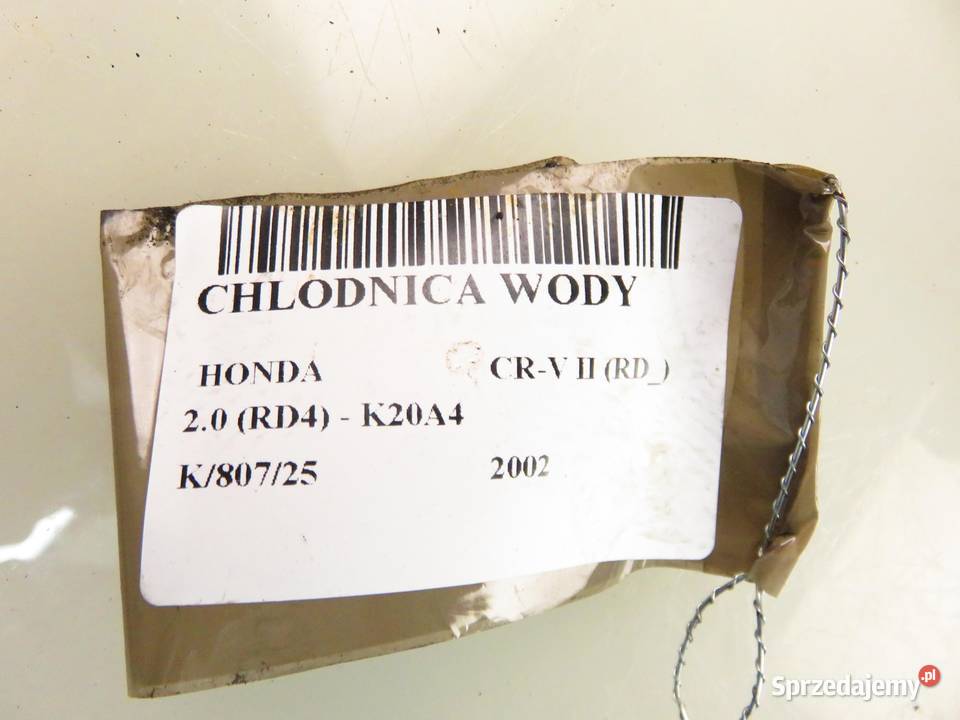 CHLODNICA WODY
HONDA CR-V II (RD_)
2.0 (RD4) - K20A4
K/807/25 2002
Sprzedajemy.pl